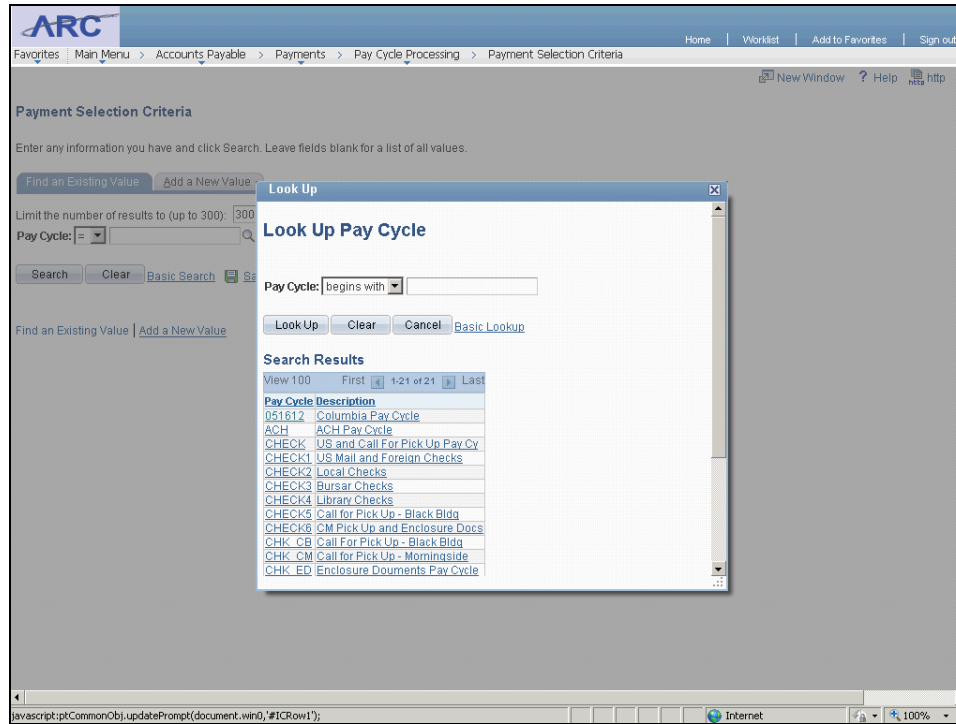 ARC
Home | Worklist | Add to Favorites | Sign out
Favorites Main Menu > Accounts Payable > Payments > Pay Cycle Processing > Payment Selection Criteria
New Window ? Help http
Payment Selection Criteria
Enter any information you have and click Search. Leave fields blank for a list of all values.
Find an Existing Value Add a New Value
Limit the number of results to (up to 300): 300
Pay Cycle: =
Search Clear Basic Search Sa
Find an Existing Value | Add a New Value
Look Up
Look Up Pay Cycle
Pay Cycle: begins with
Look Up Clear Cancel Basic Lookup
Search Results
View 100 First 1-21 of 21 Last
Pay Cycle Description
051612 Columbia Pay Cycle
ACH ACH Pay Cycle
CHECK US and Call For Pick Up Pay Cy
CHECK1 US Mail and Foreign Checks
CHECK2 Local Checks
CHECK3 Bursar Checks
CHECK4 Library Checks
CHECK5 Call for Pick Up - Black Bldg
CHECK6 CM Pick Up and Enclosure Docs
CHK_CB Call For Pick Up - Black Bldg
CHK_CM Call for Pick Up - Morningside
CHK_ED Enclosure Douments Pay Cycle
javascript:ptCommonObj.updatePrompt(document.win0,'#ICRow1');
Internet
100%